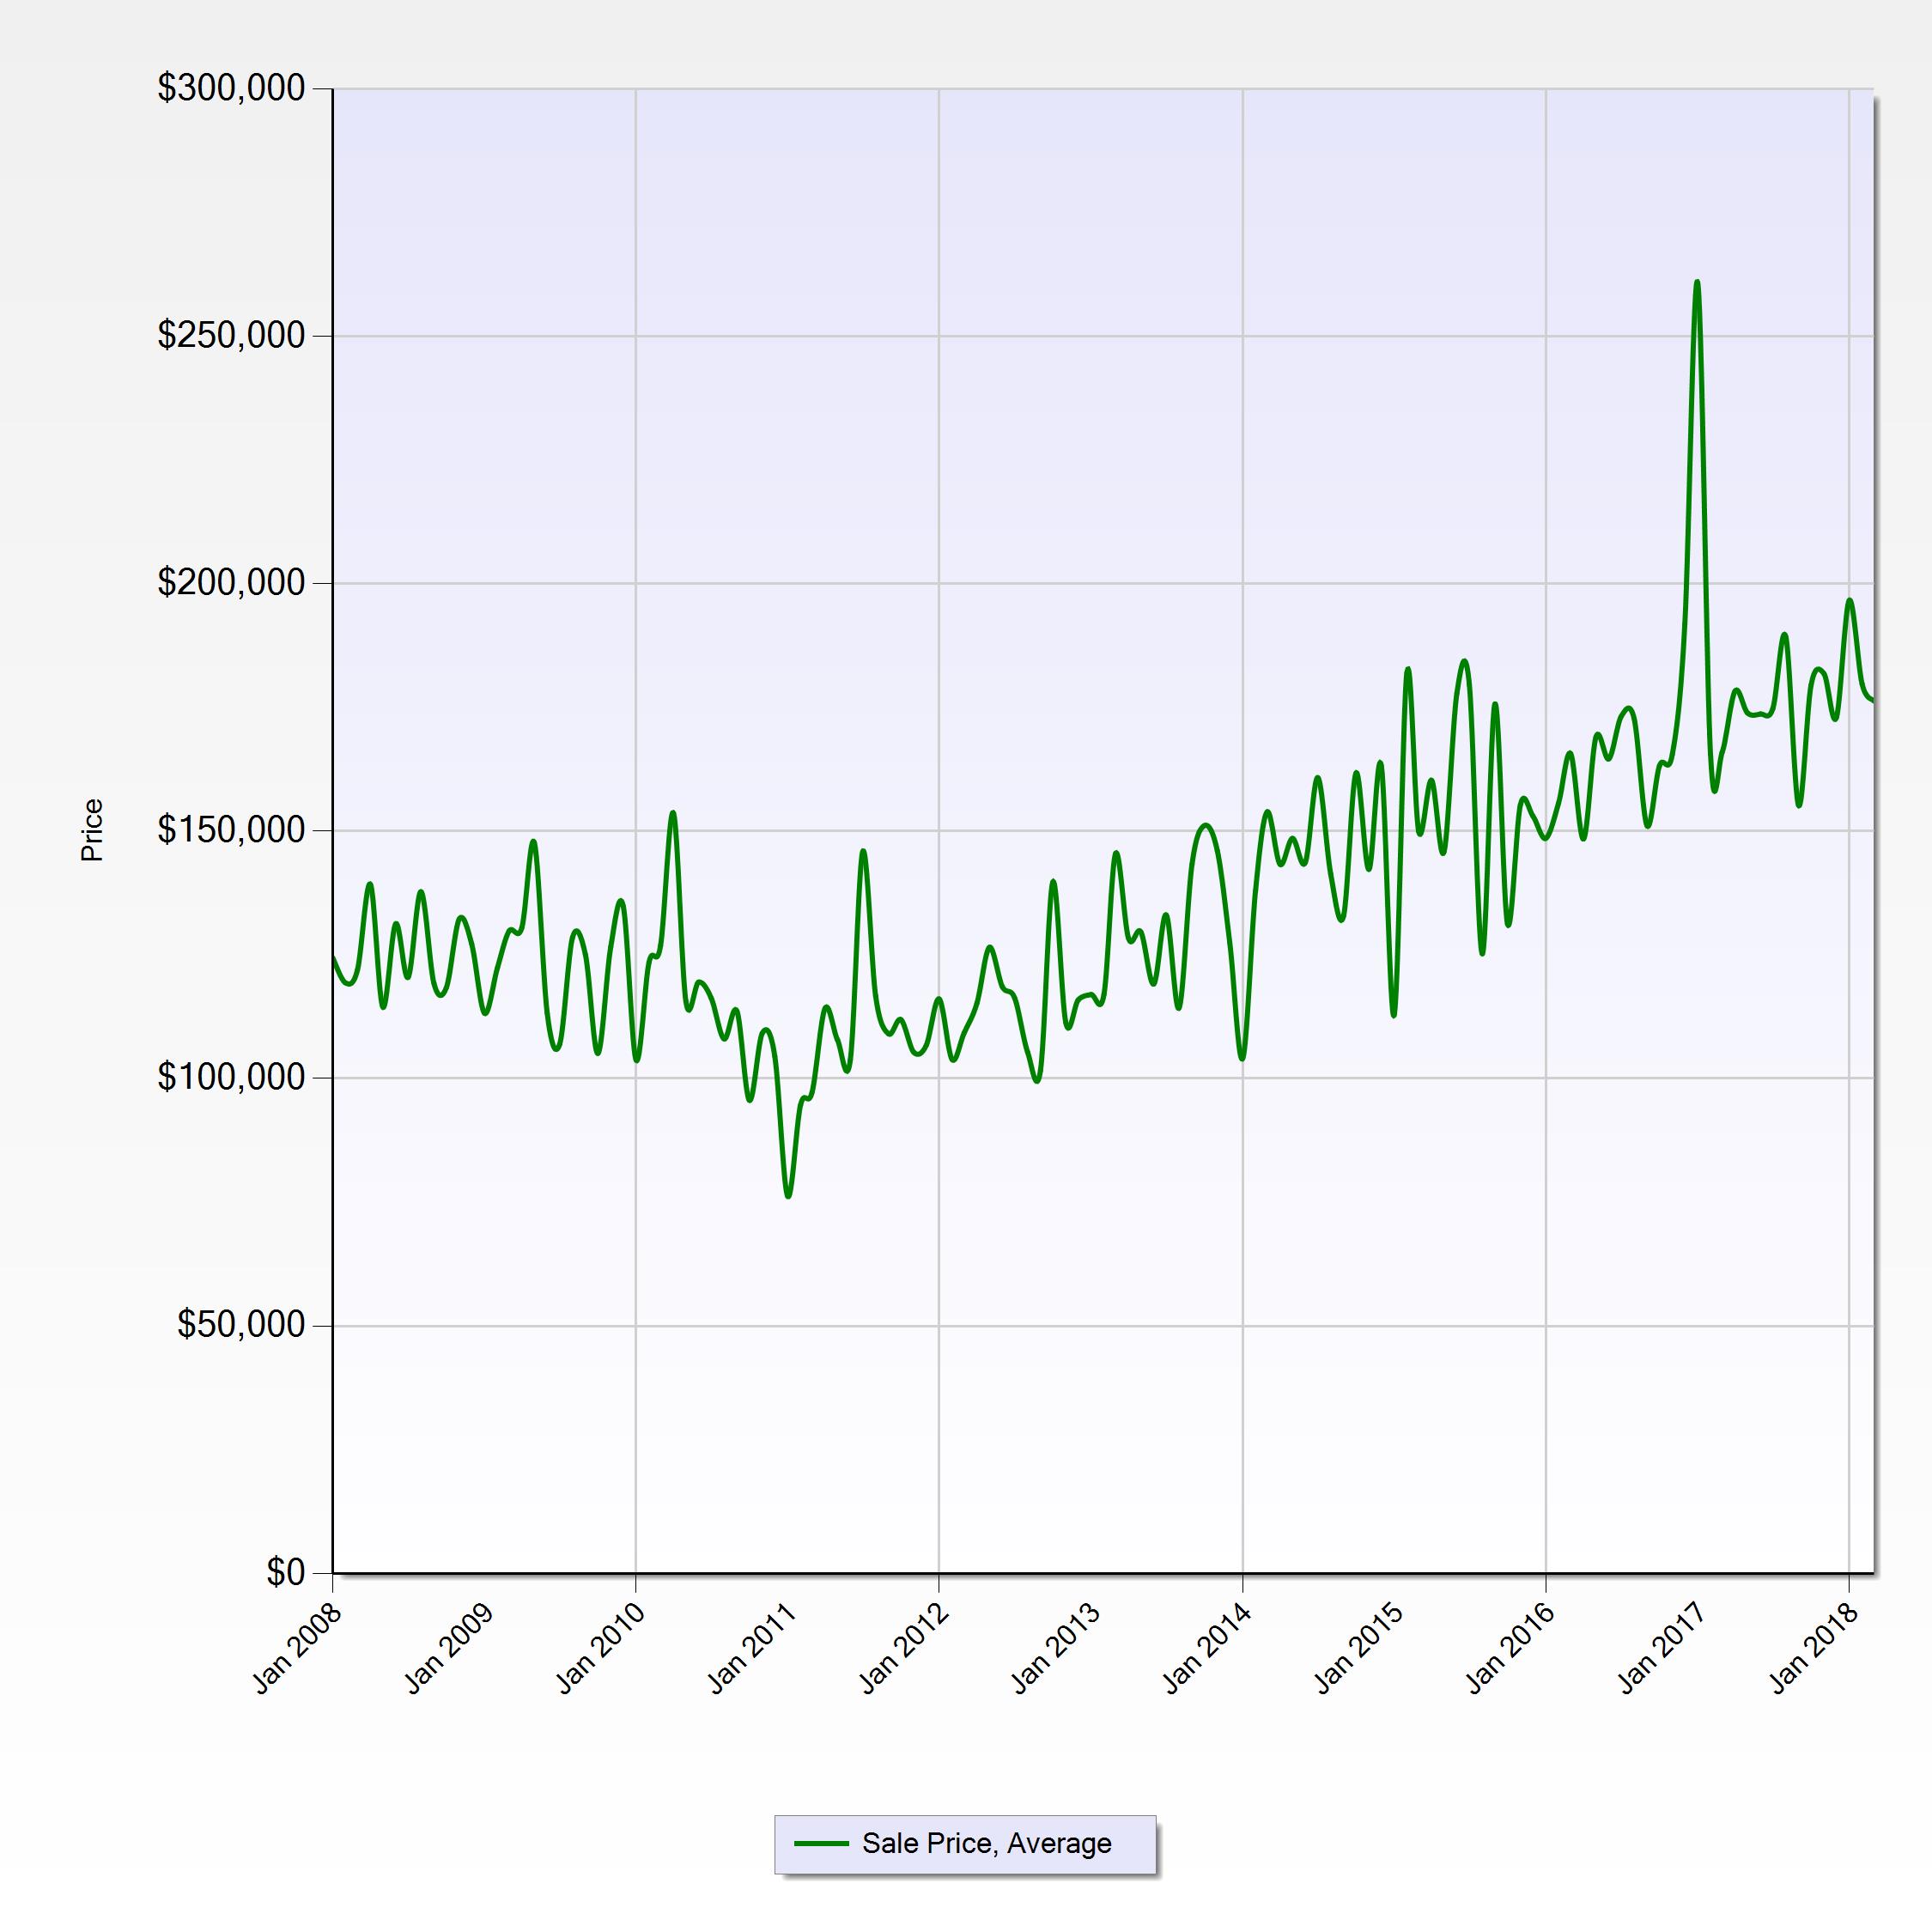 $300,000
$250,000
$200,000
$150,000
$100,000
$50,000
$0
Price
Jan 2008
Jan 2009
Jan 2010
Jan 2011
Jan 2012
Jan 2013
Jan 2014
Jan 2015
Jan 2016
Jan 2017
Jan 2018
Sale Price, Average